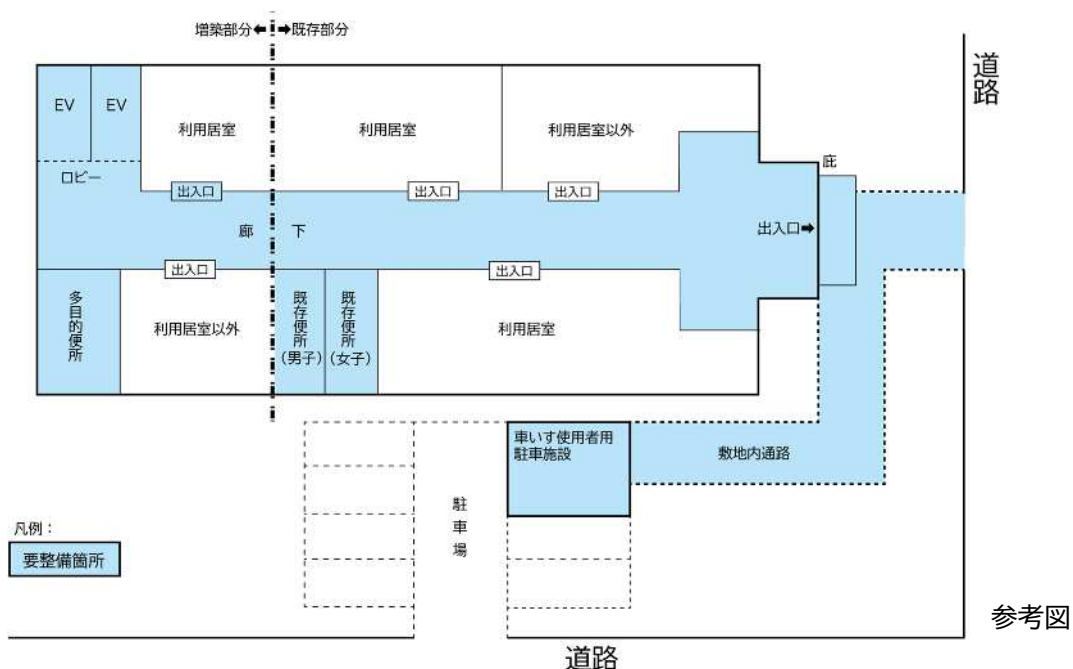 増築部分 既存部分
道路
EV
EV
利用居室
利用居室
利用居室以外
ロビー
庇
出入口
出入口
出入口
出入口
廊下
出入口
出入口
多目的便所
利用居室以外
既存便所(男子)
既存便所(女子)
利用居室
車いす使用者用
駐車施設
敷地内通路
駐車場
凡例:
要整備箇所
参考図
道路